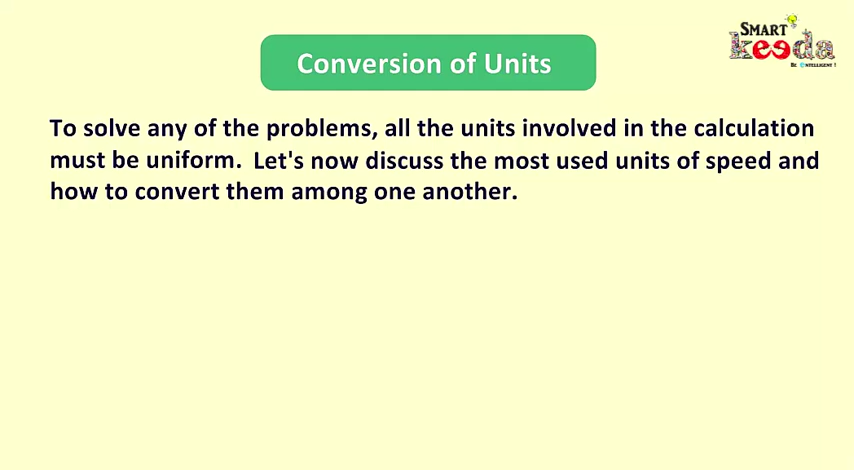 SMART
keeda
BE INTELLIGENT !
Conversion of Units
To solve any of the problems, all the units involved in the calculation
must be uniform. Let's now discuss the most used units of speed and
how to convert them among one another.